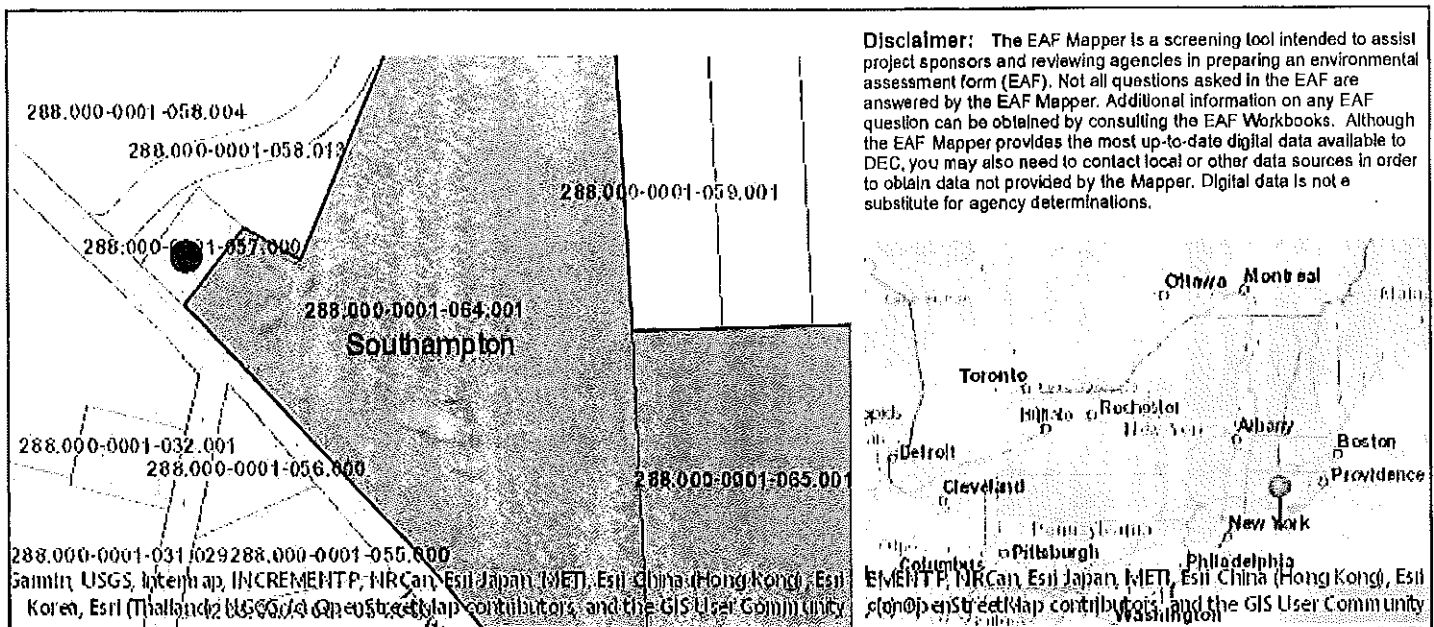 Disclaimer: The EAF Mapper is a screening tool intended to assist
project sponsors and reviewing agencies in preparing an environmental
assessment form (EAF). Not all questions asked in the EAF are
answered by the EAF Mapper. Additional information on any EAF
question can be obtained by consulting the EAF Workbooks. Although
the EAF Mapper provides the most up-to-date digital data available to
DEC, you may also need to contact local or other data sources in order
to obtain data not provided by the Mapper. Digital data is not a
substitute for agency determinations.
288.000-0001-058.004
288.000-0001-058.013
288.000-0001-059.001
288.000-0001-057.000
288.000-0001-064.001
Southampton
288.000-0001-032.001
288.000-0001-056.000
288.000-0001-065.001
288.000-0001-031.029
288.000-0001-055.000
USGS, Intermap, INCREMENT P, NRCan, Esri Japan, METI, Esri China (Hong Kong), Esri
Korea, Esri (Thailand), NGCC, (c) OpenStreetMap contributors, and the GIS User Community
Ottawa
Montreal
Toronto
Rochester
Albany
Boston
Detroit
Providence
Cleveland
New York
Pennsylvania
Pittsburgh
Philadelphia
Columbus
EMENT P, NRCan, Esri Japan, METI, Esri China (Hong Kong), Esri
OpenStreetMap contributors, and the GIS User Community
Washington